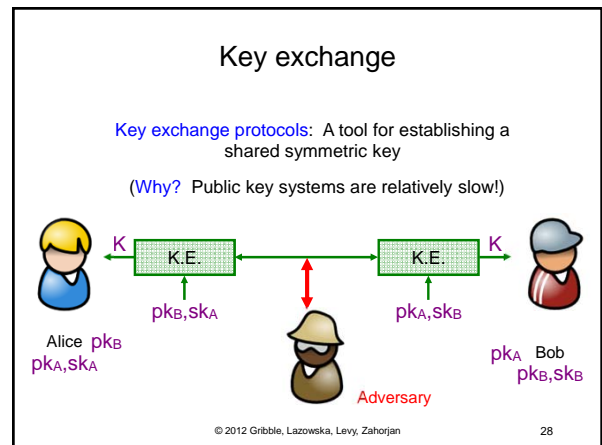 Key exchange
Key exchange protocols: A tool for establishing a
shared symmetric key
(Why? Public key systems are relatively slow!)
K
K.E.
K.E.
K
pkB,skA
pkA,skB
Alice pkB
pkA,skA
pkA Bob
pkB,skB
Adversary
© 2012 Gribble, Lazowska, Levy, Zahorjan
28